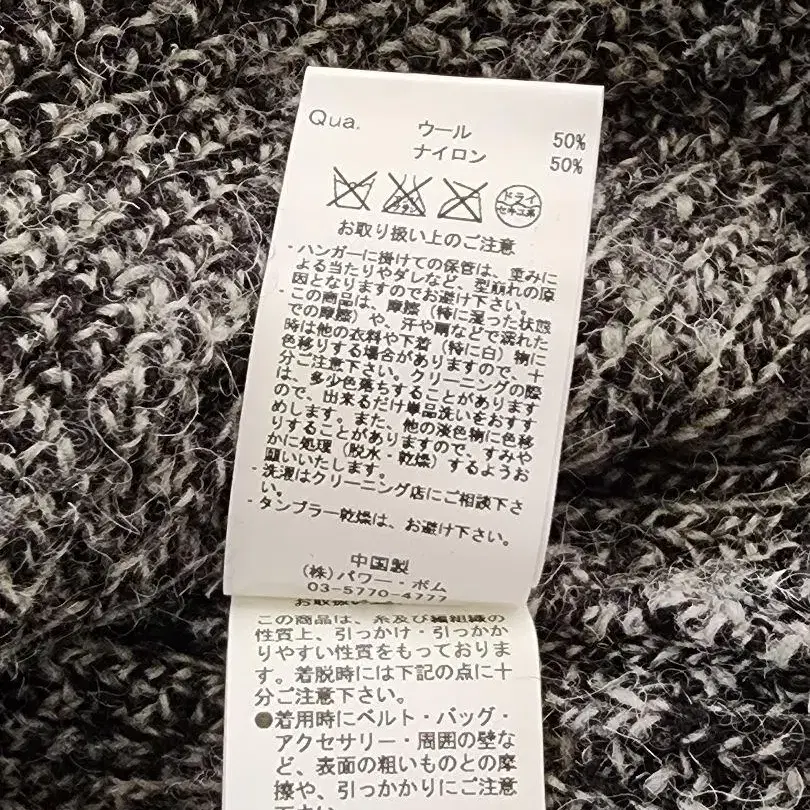 Qua. ウール 50%
ナイロン 50%
ドライ
セキユ系
お取り扱い上のご注意
・ハンガーに掛けての保管は、重みに
よる当たりやダレなど、型崩れの原
因となりますのでお避け下さい。
・この商品は、摩擦（特に湿った状態
での摩擦）や、汗や雨などで濡れた
時は他の衣料や下着（特に白）物に
色移りする場合がありますので、十
分ご注意下さい。クリーニングの際
は、多少色落ちすることがあります
ので、出来るだけ単品洗いをおすす
めします。また、他の淡色物に色移
りすることがありますので、すみや
かに処理（脱水・乾燥）するようお
願いいたします。
・洗濯はクリーニング店にご相談下さ
い。
・タンブラー乾燥は、お避け下さい。
中国製
(株)パワー・ボム
03-5770-4777
お取扱
この商品は、糸及び編組織の
性質上、引っかけ・引っかか
りやすい性質をもっておりま
す。着脱時には下記の点に十
分ご注意下さい。
●着用時にベルト・バッグ・
アクセサリー・周囲の壁な
ど、表面の粗いものとの摩
擦や、引っかかりにご注意
下さい